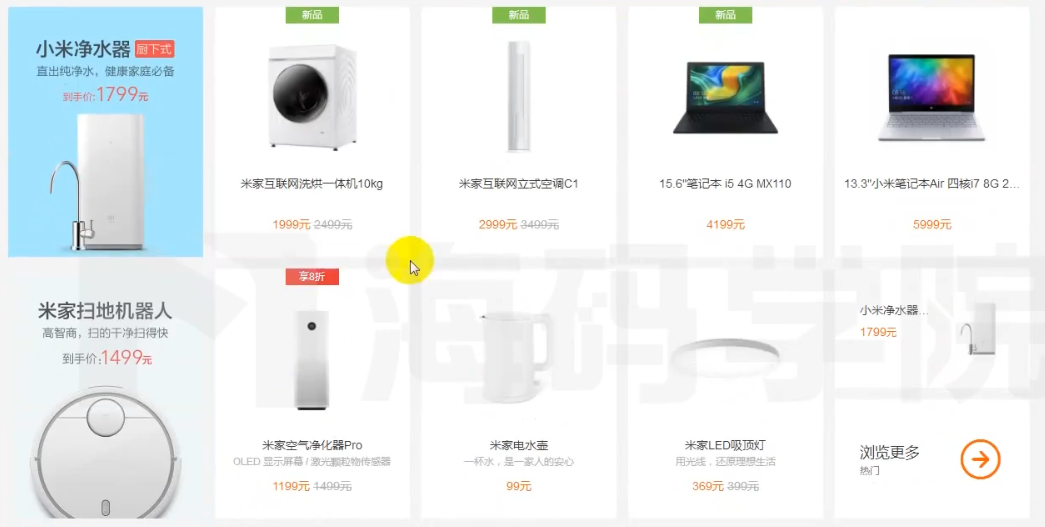 小米净水器 厨下式
直出纯净水，健康家庭必备
到手价:1799元
新品
米家互联网洗烘一体机10kg
1999元 2499元
新品
米家互联网立式空调C1
2999元 3499元
新品
15.6"笔记本 i5 4G MX110
4199元
13.3"小米笔记本Air 四核i7 8G 2...
5999元
米家扫地机器人
高智商，扫的干净扫得快
到手价:1499元
享8折
米家空气净化器Pro
OLED 显示屏幕 / 激光颗粒物传感器
1199元 1499元
米家电水壶
一杯水，是一家人的安心
99元
米家LED吸顶灯
用光线，还原理想生活
369元 399元
小米净水器...
1799元
浏览更多
热门
海码学院